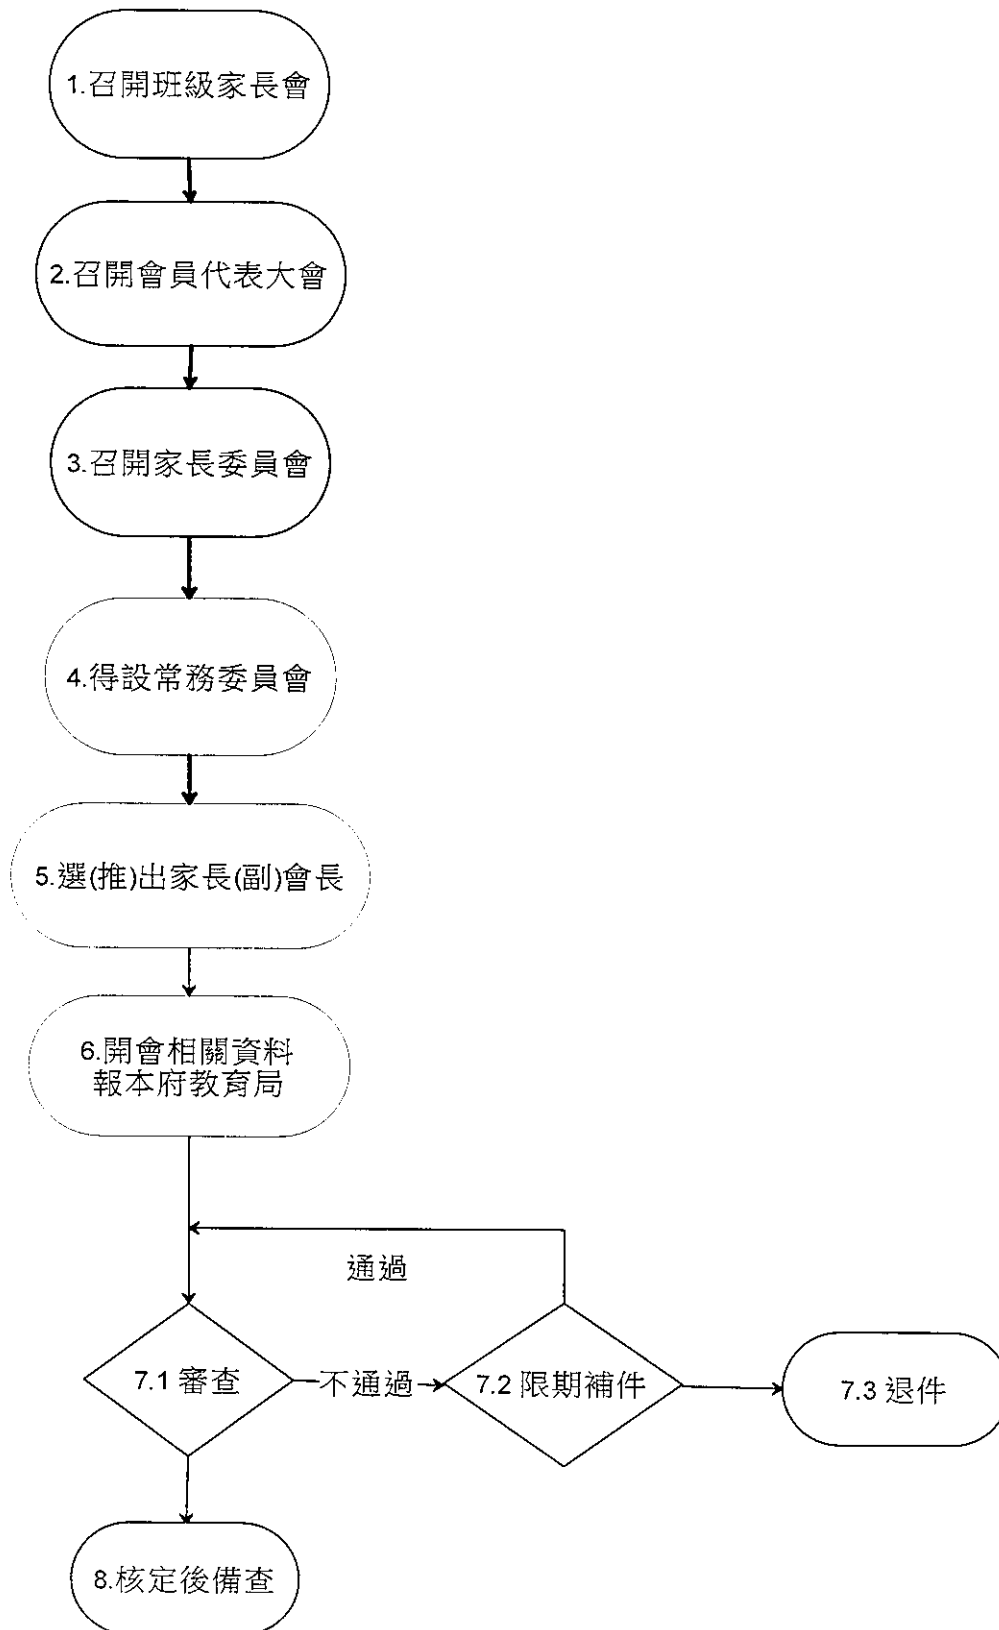 1.召開班級家長會
2.召開會員代表大會
3.召開家長委員會
4.得設常務委員會
5.選(推)出家長(副)會長
6.開會相關資料
報本府教育局
通過
7.1 審查
不通過
7.2 限期補件
7.3 退件
8.核定後備查